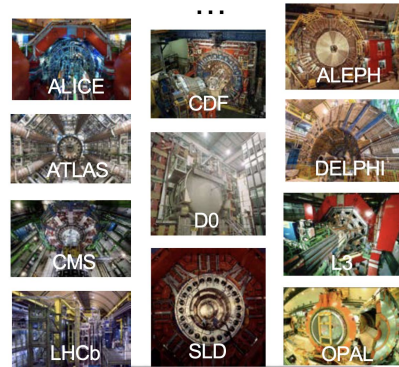 ...
ALICE
ATLAS
CMS
LHCb
CDF
D0
SLD
ALEPH
DELPHI
L3
OPAL